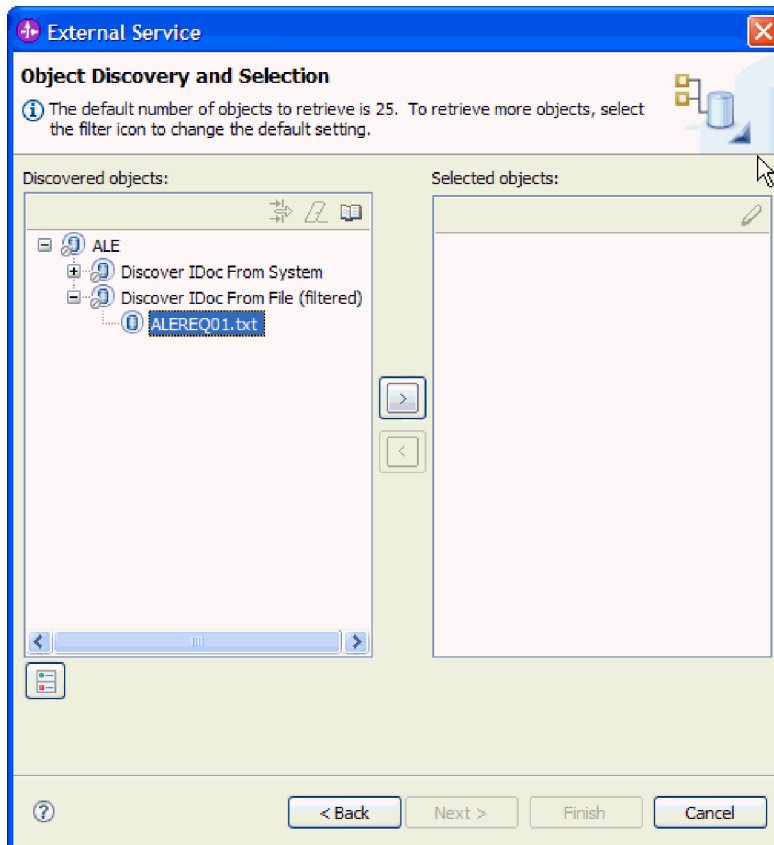 External Service
Object Discovery and Selection
The default number of objects to retrieve is 25. To retrieve more objects, select
the filter icon to change the default setting.
Discovered objects:
Selected objects:
ALE
Discover IDoc From System
Discover IDoc From File (filtered)
ALEREQ01.txt
>
<
< Back
Next >
Finish
Cancel